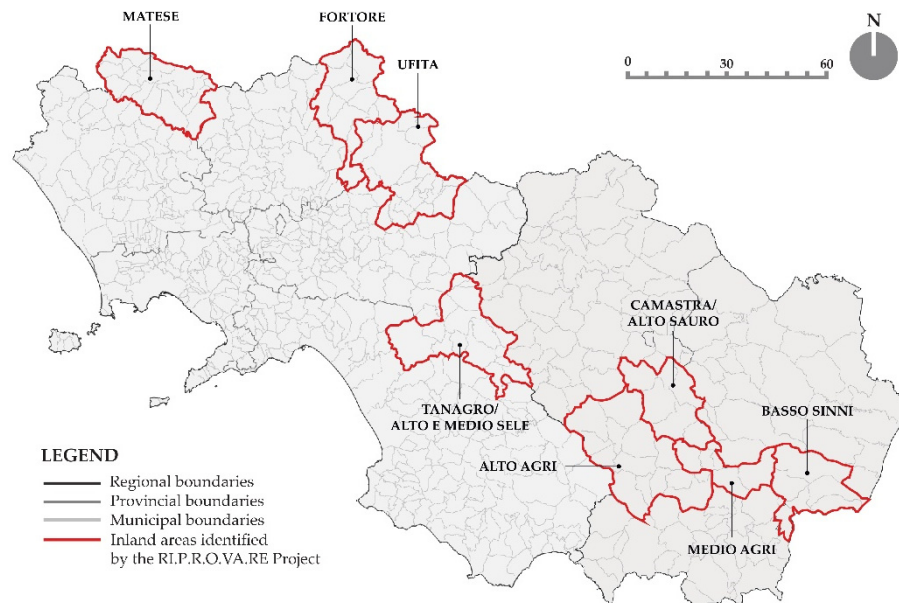 MATESE
FORTORE
UFITA
N
0 30 60
CAMASTRA/
ALTO SAURO
TANAGRO/
ALTO E MEDIO SELE
BASSO SINNI
ALTO AGRI
MEDIO AGRI
LEGEND
Regional boundaries
Provincial boundaries
Municipal boundaries
Inland areas identified
by the RI.P.R.O.VA.RE Project